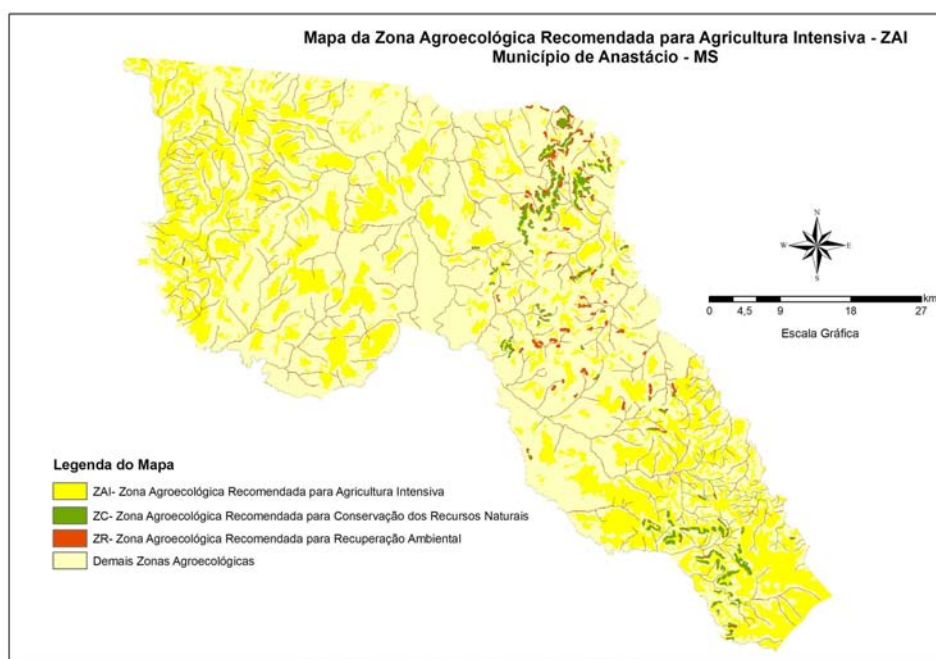 Mapa da Zona Agroecológica Recomendada para Agricultura Intensiva - ZAI
Município de Anastácio - MS
N
W
E
S
km
0 4,5 9 18 27
Escala Gráfica
Legenda do Mapa
ZAI- Zona Agroecológica Recomendada para Agricultura Intensiva
ZC- Zona Agroecológica Recomendada para Conservação dos Recursos Naturais
ZR- Zona Agroecológica Recomendada para Recuperação Ambiental
Demais Zonas Agroecológicas